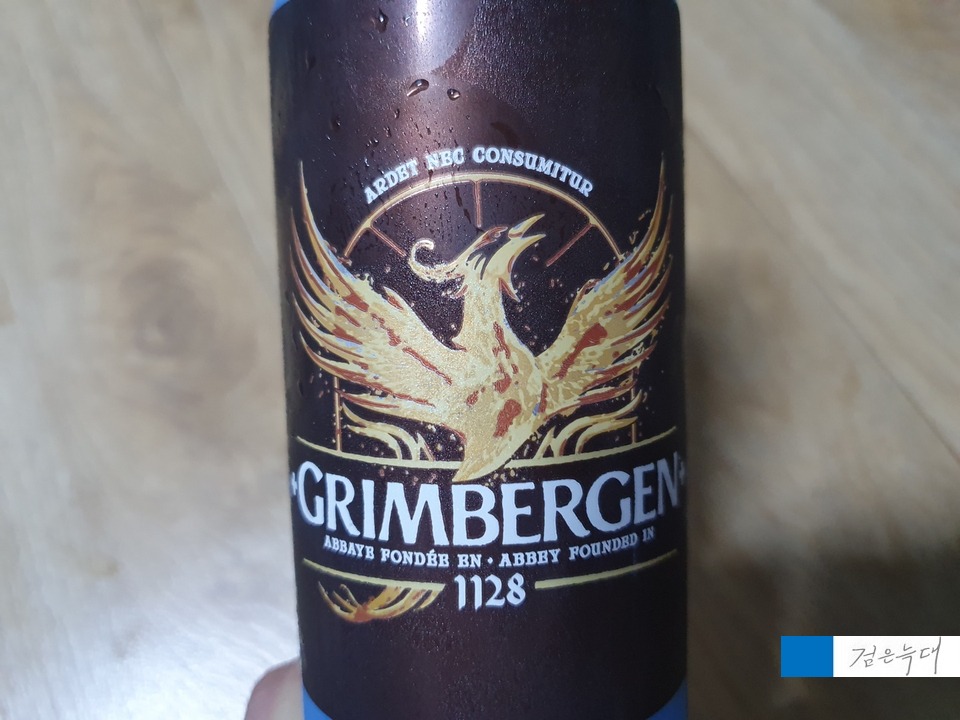 ARDET NEC CONSUMITUR
GRIMBERGEN
ABBAYE FONDÉE EN • ABBEY FOUNDED IN
1128
검은늑대